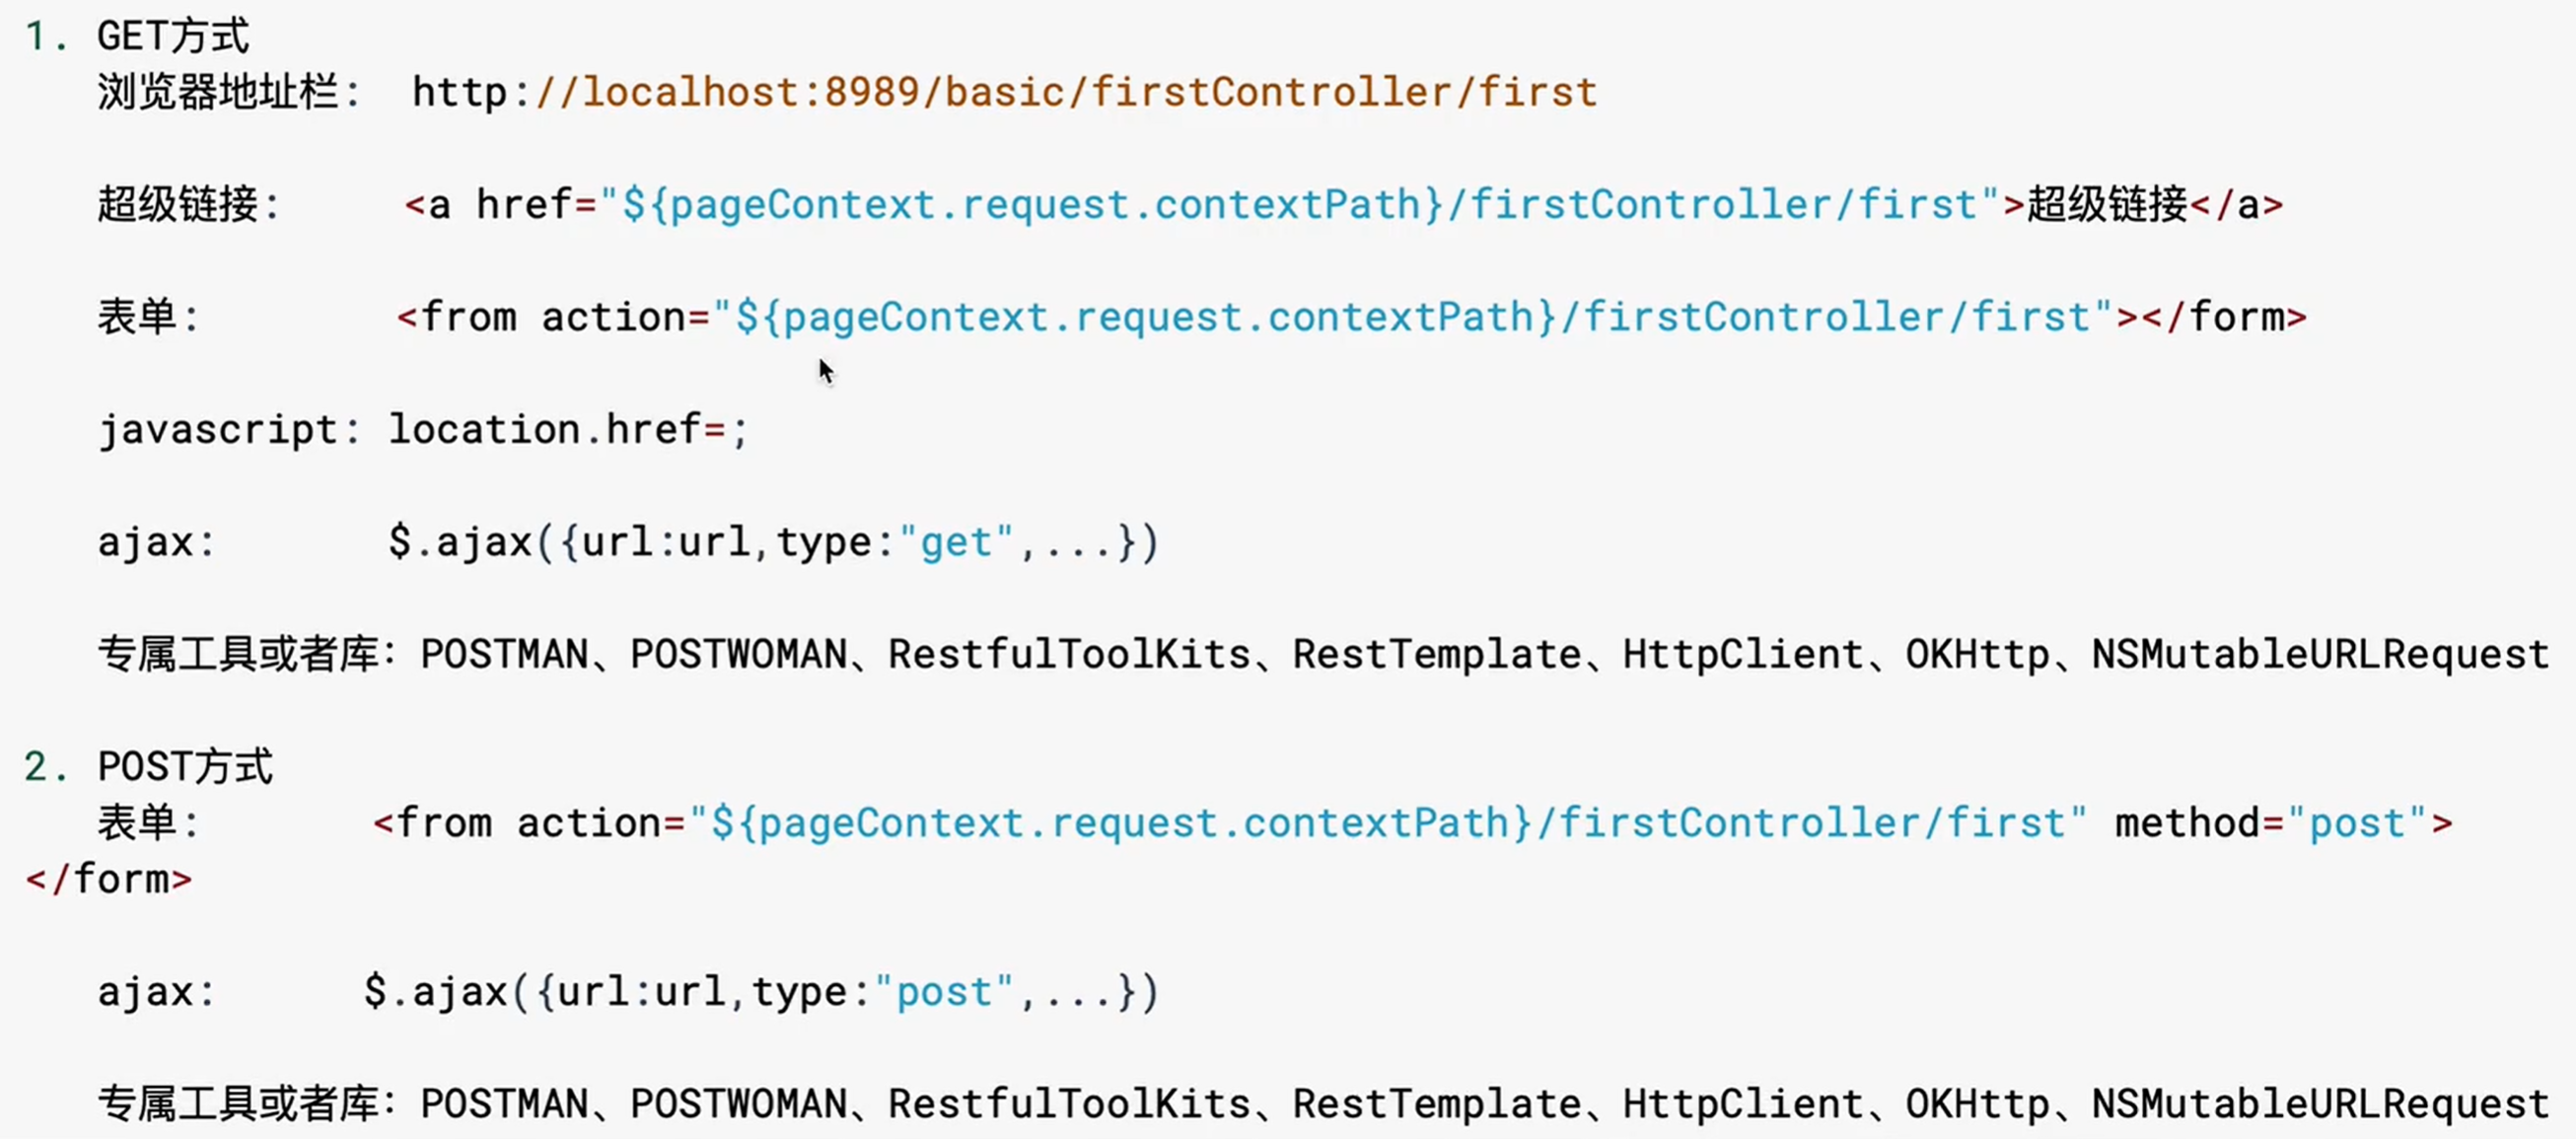 1. GET方式
浏览器地址栏: http://localhost:8989/basic/firstController/first
超级链接: <a href="${pageContext.request.contextPath}/firstController/first">超级链接</a>
表单: <from action="${pageContext.request.contextPath}/firstController/first"></form>
javascript: location.href=;
ajax: $.ajax({url:url,type:"get",...})
专属工具或者库: POSTMAN、POSTWOMAN、RestfulToolKits、RestTemplate、HttpClient、OKHttp、NSMutableURLRequest
2. POST方式
表单: <from action="${pageContext.request.contextPath}/firstController/first" method="post">
</form>
ajax: $.ajax({url:url,type:"post",...})
专属工具或者库: POSTMAN、POSTWOMAN、RestfulToolKits、RestTemplate、HttpClient、OKHttp、NSMutableURLRequest